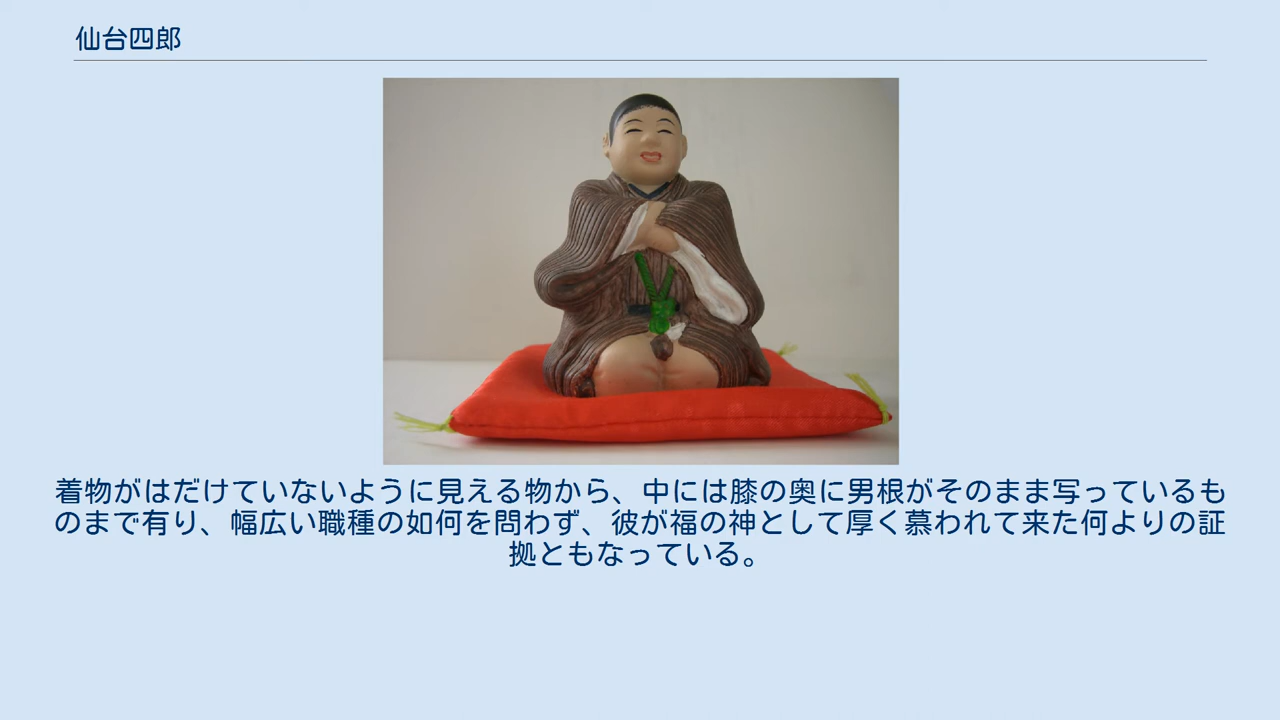 仙台四郎
着物がはだけていないように見える物から、中には膝の奥に男根がそのまま写っているも
のまで有り、幅広い職種の如何を問わず、彼が福の神として厚く慕われて来た何よりの証
拠ともなっている。